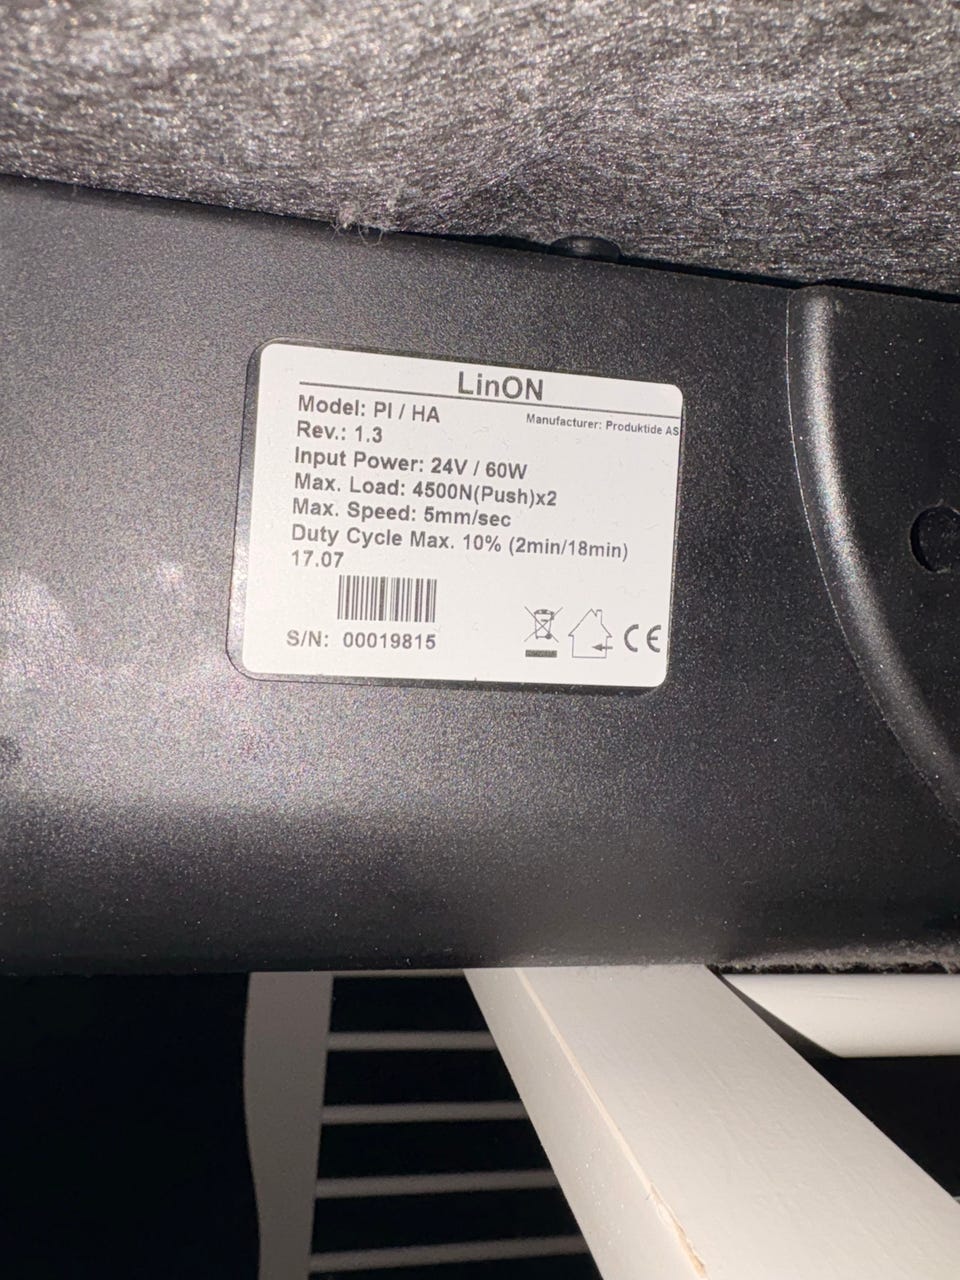 LinON
Model: PI / HA
Manufacturer: Produktide AS
Rev.: 1.3
Input Power: 24V / 60W
Max. Load: 4500N(Push)x2
Max. Speed: 5mm/sec
Duty Cycle Max. 10% (2min/18min)
17.07
S/N: 00019815
CE